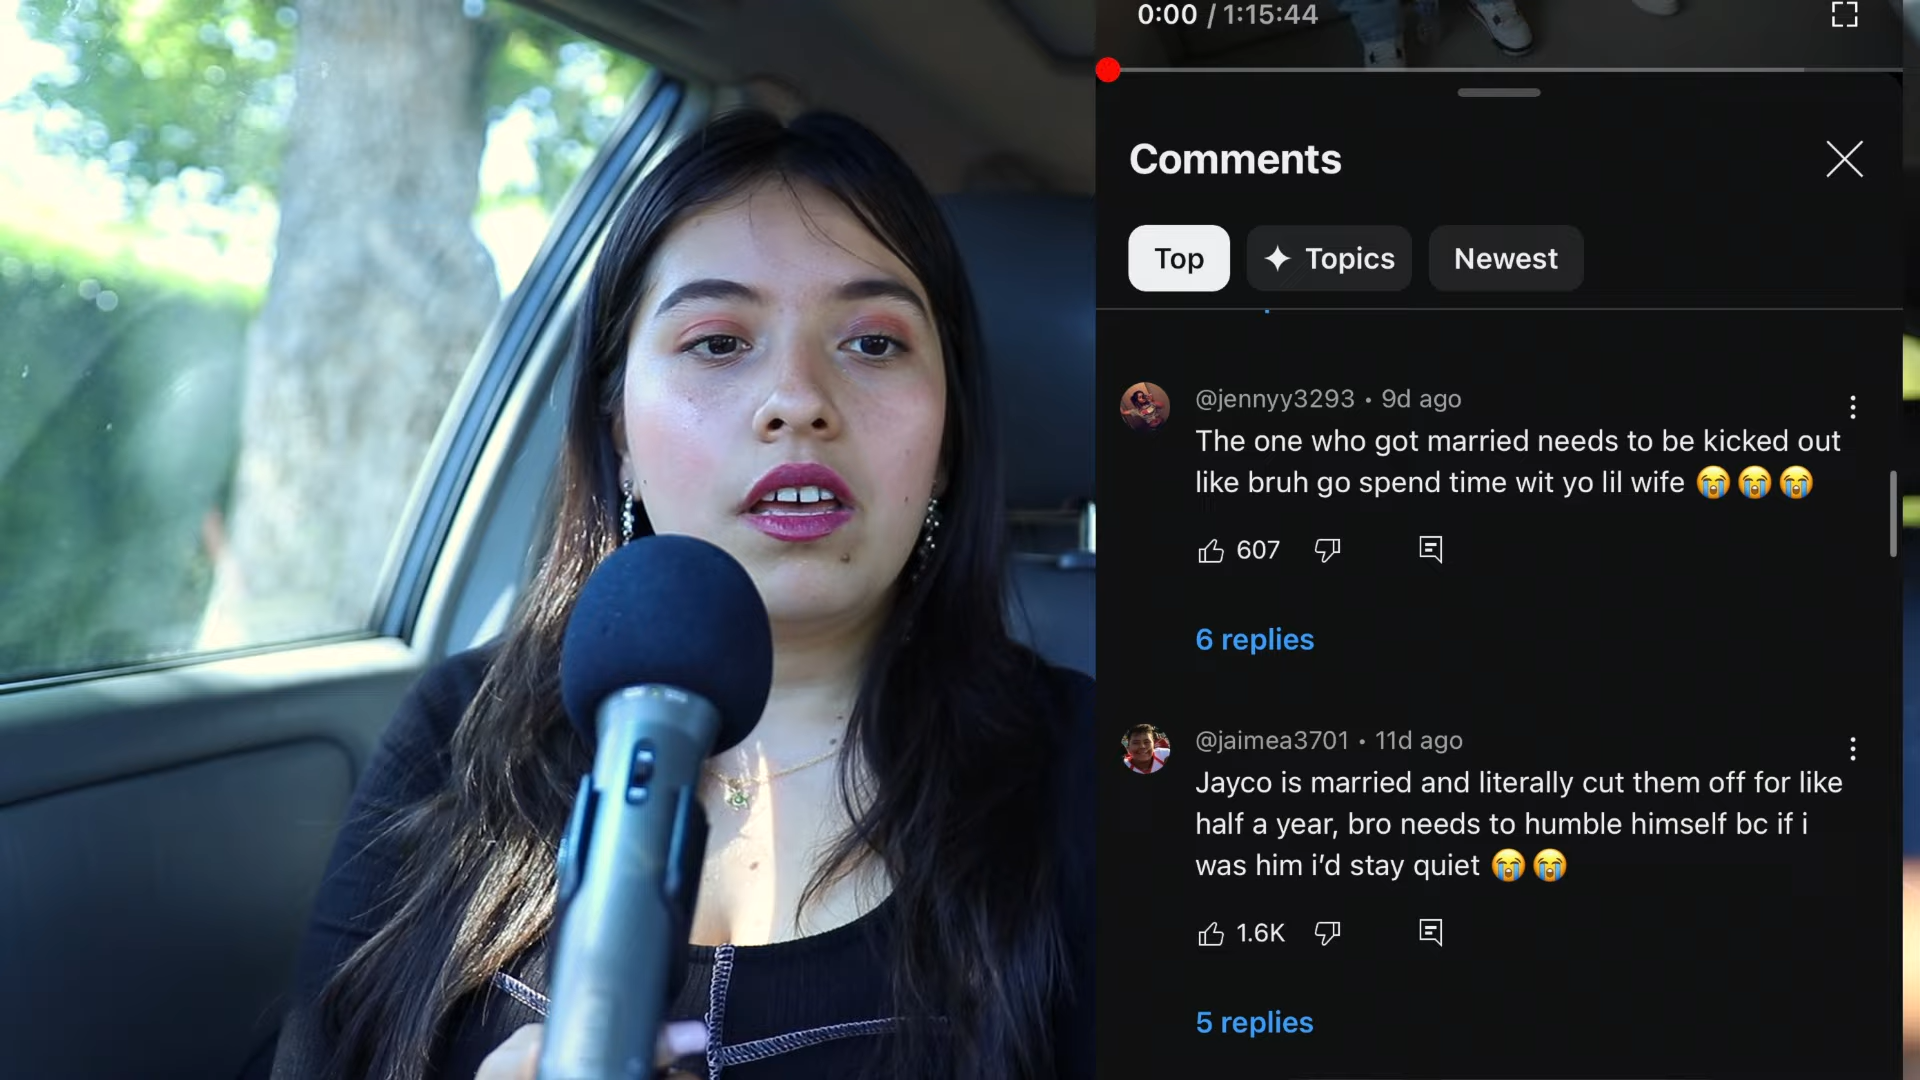 0:00 / 1:15:44
Comments
Top
Topics
Newest
@jennyy3293 • 9d ago
The one who got married needs to be kicked out
like bruh go spend time wit yo lil wife 😭😭😭
607
6 replies
@jaimea3701 • 11d ago
Jayco is married and literally cut them off for like
half a year, bro needs to humble himself bc if i
was him i’d stay quiet 😭😭
1.6K
5 replies